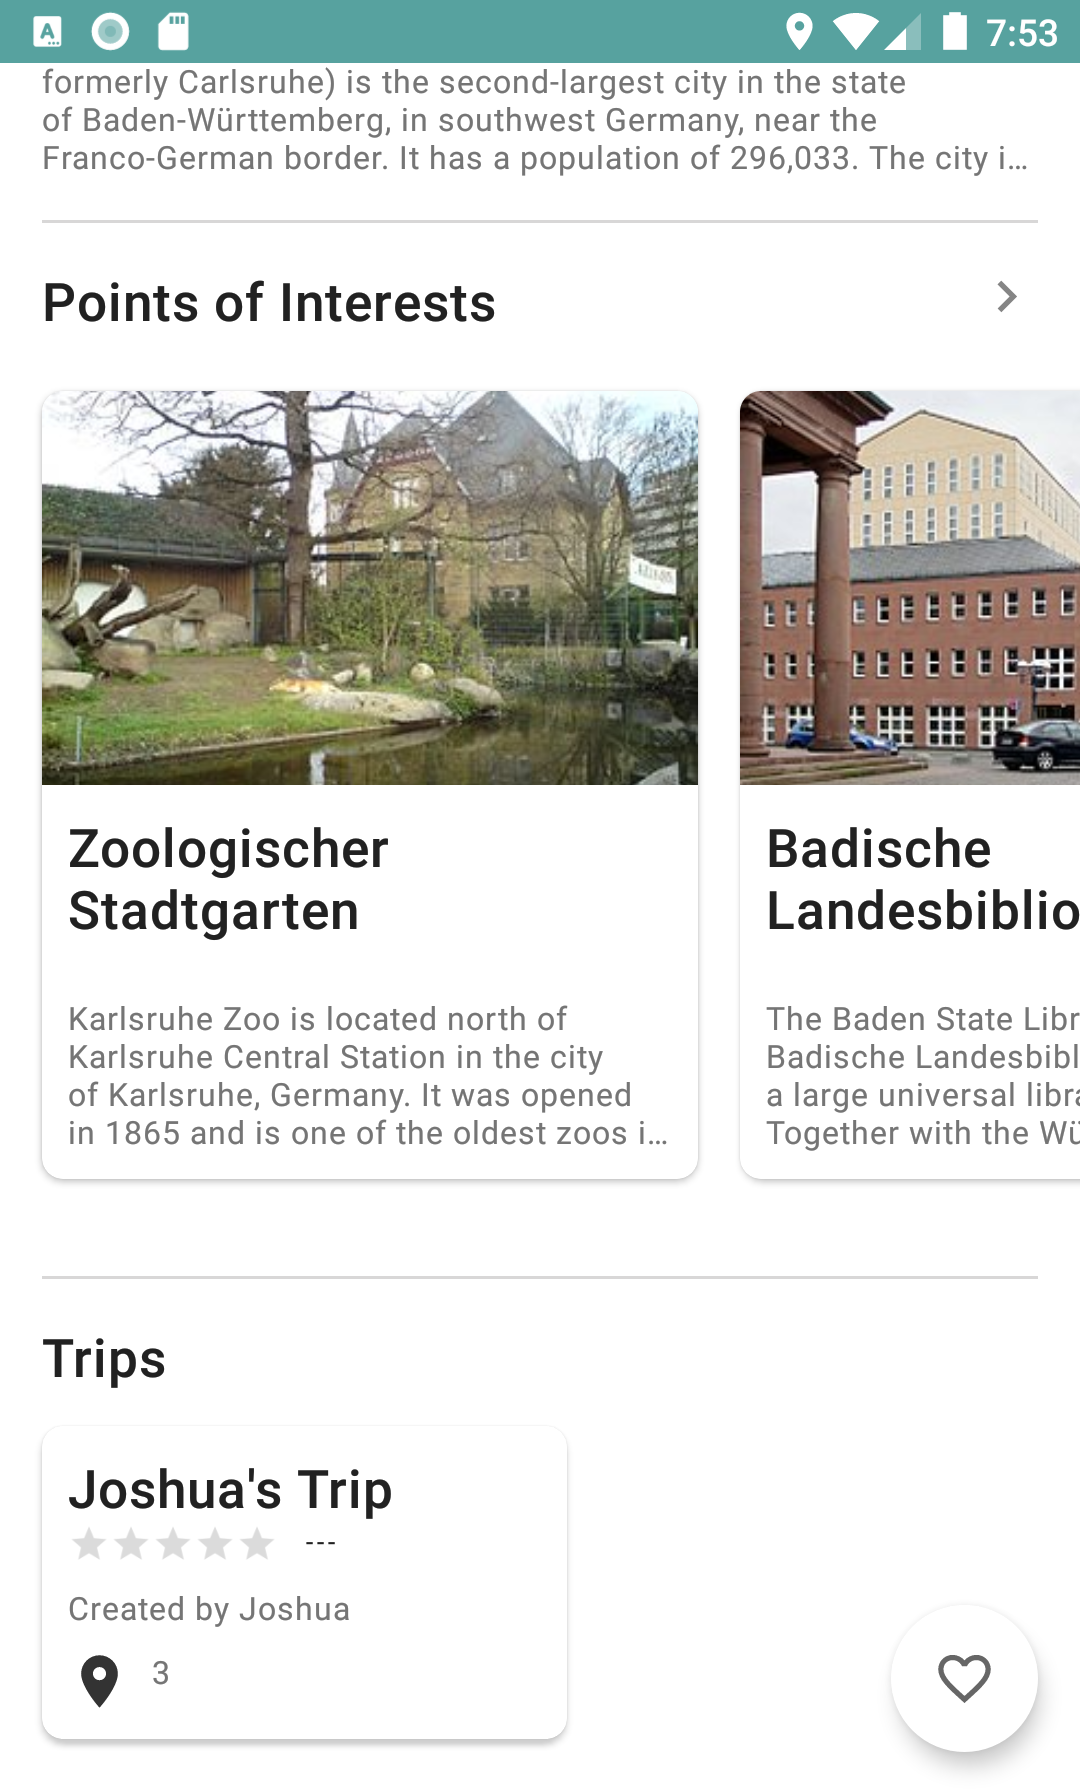 7:53
formerly Carlsruhe) is the second-largest city in the state
of Baden-Württemberg, in southwest Germany, near the
Franco-German border. It has a population of 296,033. The city i...
Points of Interests
Zoologischer
Stadtgarten
Karlsruhe Zoo is located north of
Karlsruhe Central Station in the city
of Karlsruhe, Germany. It was opened
in 1865 and is one of the oldest zoos i...
Badische
Landesbiblio
The Baden State Libr
Badische Landesbibl
a large universal libra
Together with the Wü
Trips
Joshua's Trip
---
Created by Joshua
3